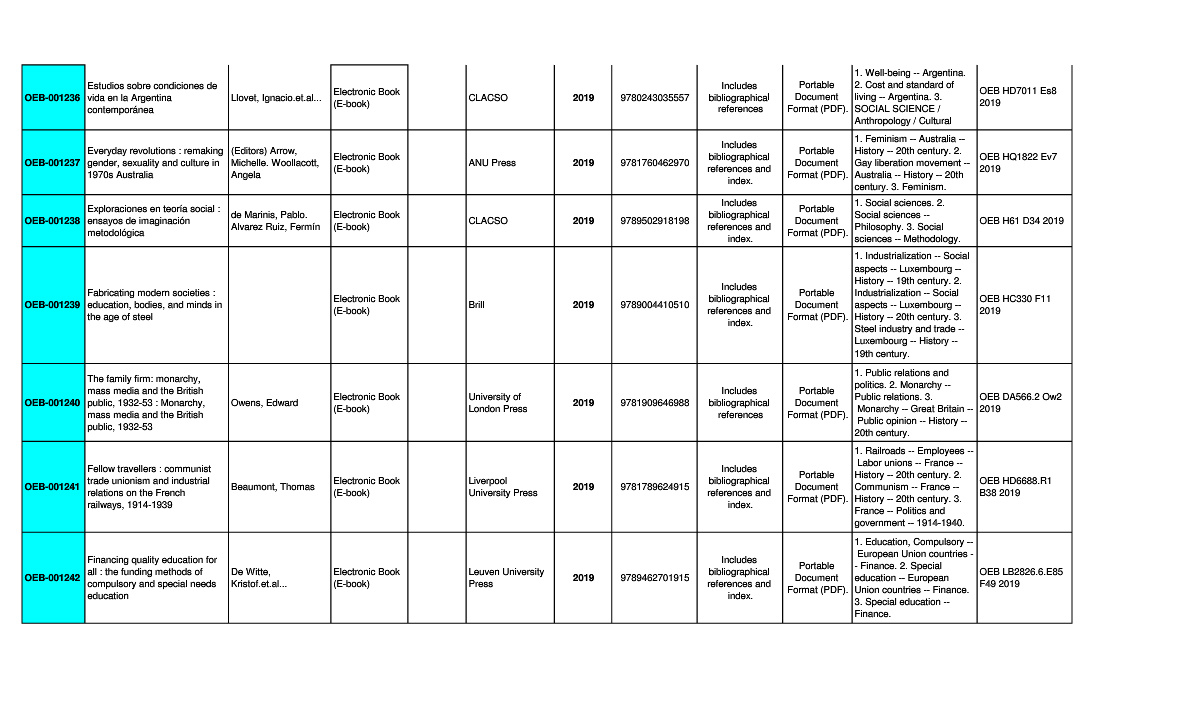 OEB-001236
Estudios sobre condiciones de
vida en la Argentina
contemporánea
Llovet, Ignacio.et.al...
Electronic Book
(E-book)
CLACSO
2019
9780243035557
Includes
bibliographical
references
Portable
Document
Format (PDF).
1. Well-being -- Argentina.
2. Cost and standard of
living -- Argentina. 3.
SOCIAL SCIENCE /
Anthropology / Cultural
OEB HD7011 Es8
2019
OEB-001237
Everyday revolutions : remaking
gender, sexuality and culture in
1970s Australia
(Editors) Arrow,
Michelle. Woollacott,
Angela
Electronic Book
(E-book)
ANU Press
2019
9781760462970
Includes
bibliographical
references and
index.
Portable
Document
Format (PDF).
1. Feminism -- Australia --
History -- 20th century. 2.
Gay liberation movement --
Australia -- History -- 20th
century. 3. Feminism.
OEB HQ1822 Ev7
2019
OEB-001238
Exploraciones en teoría social :
ensayos de imaginación
metodológica
de Marinis, Pablo.
Alvarez Ruiz, Fermín
Electronic Book
(E-book)
CLACSO
2019
9789502918198
Includes
bibliographical
references and
index.
Portable
Document
Format (PDF).
1. Social sciences. 2.
Social sciences --
Philosophy. 3. Social
sciences -- Methodology.
OEB H61 D34 2019
OEB-001239
Fabricating modern societies :
education, bodies, and minds in
the age of steel
Electronic Book
(E-book)
Brill
2019
9789004410510
Includes
bibliographical
references and
index.
Portable
Document
Format (PDF).
1. Industrialization -- Social
aspects -- Luxembourg --
History -- 19th century. 2.
Industrialization -- Social
aspects -- Luxembourg --
History -- 20th century. 3.
Steel industry and trade --
Luxembourg -- History --
19th century.
OEB HC330 F11
2019
OEB-001240
The family firm: monarchy,
mass media and the British
public, 1932-53 : Monarchy,
mass media and the British
public, 1932-53
Owens, Edward
Electronic Book
(E-book)
University of
London Press
2019
9781909646988
Includes
bibliographical
references
Portable
Document
Format (PDF).
1. Public relations and
politics. 2. Monarchy --
Public relations. 3.
Monarchy -- Great Britain --
Public opinion -- History --
20th century.
OEB DA566.2 Ow2
2019
OEB-001241
Fellow travellers : communist
trade unionism and industrial
relations on the French
railways, 1914-1939
Beaumont, Thomas
Electronic Book
(E-book)
Liverpool
University Press
2019
9781789624915
Includes
bibliographical
references and
index.
Portable
Document
Format (PDF).
1. Railroads -- Employees --
Labor unions -- France --
History -- 20th century. 2.
Communism -- France --
History -- 20th century. 3.
France -- Politics and
government -- 1914-1940.
OEB HD6688.R1
B38 2019
OEB-001242
Financing quality education for
all : the funding methods of
compulsory and special needs
education
De Witte,
Kristof.et.al...
Electronic Book
(E-book)
Leuven University
Press
2019
9789462701915
Includes
bibliographical
references and
index.
Portable
Document
Format (PDF).
1. Education, Compulsory --
European Union countries -
- Finance. 2. Special
education -- European
Union countries -- Finance.
3. Special education --
Finance.
OEB LB2826.6.E85
F49 2019